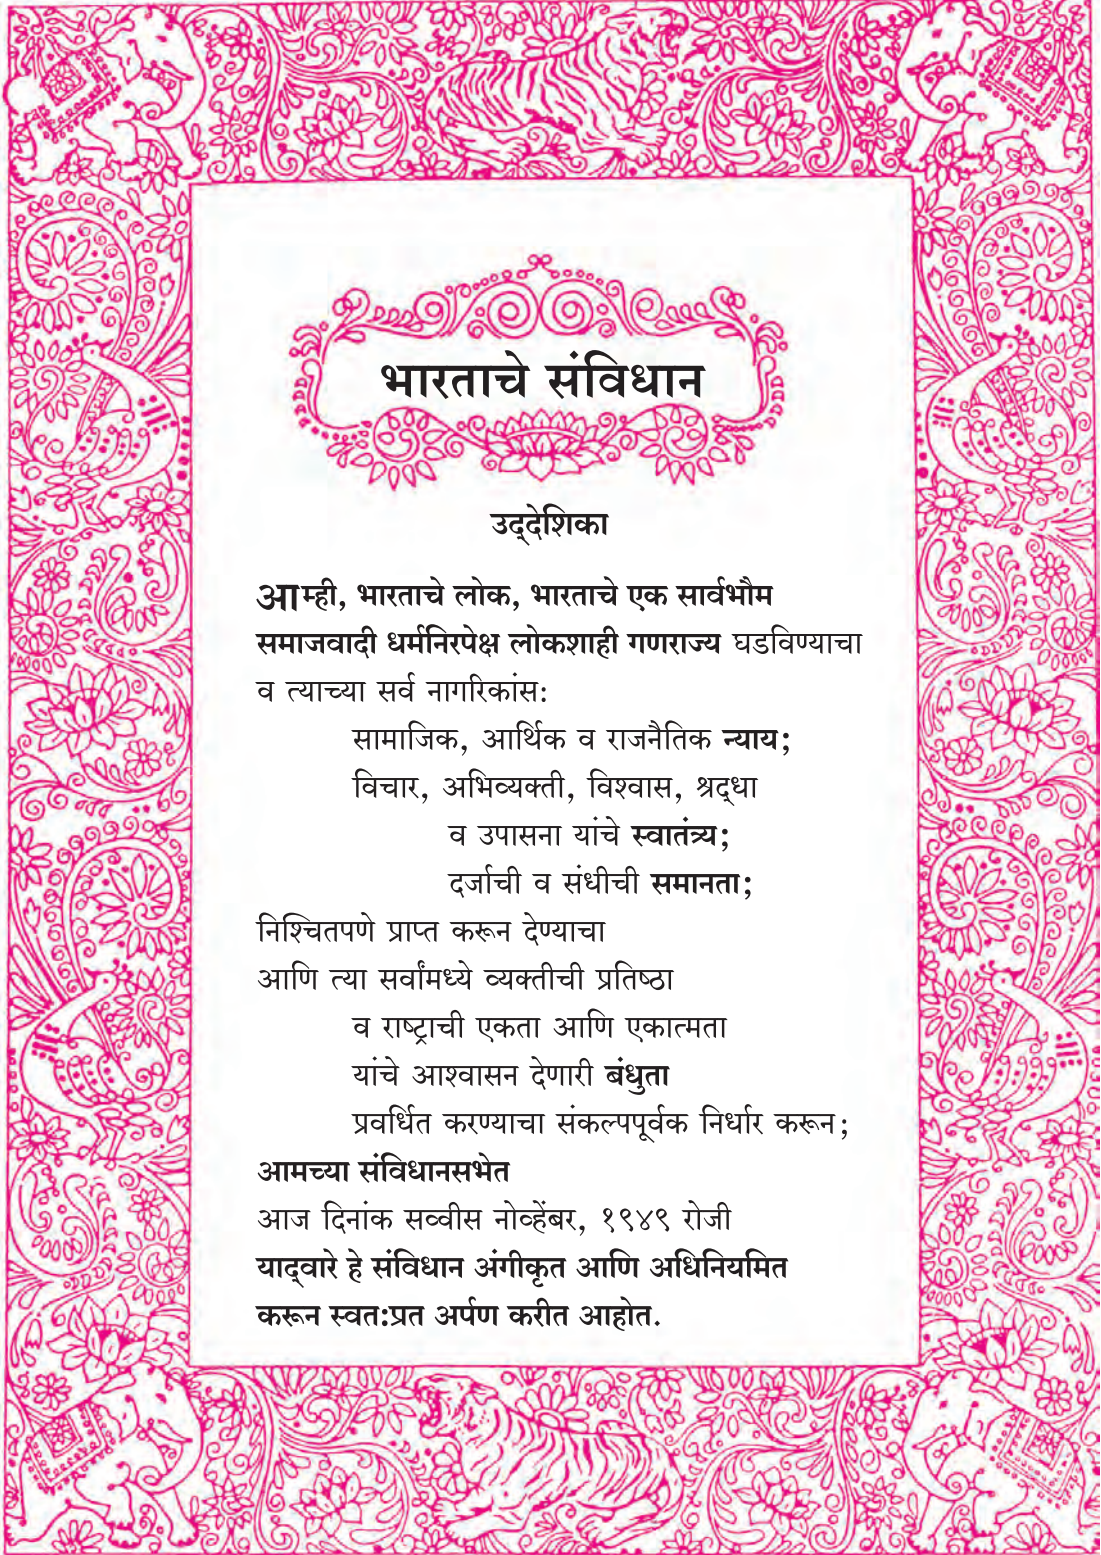 भारताचे संविधान
उद्‌देशिका
आम्ही, भारताचे लोक, भारताचे एक सार्वभौम
समाजवादी धर्मनिरपेक्ष लोकशाही गणराज्य घडविण्याचा
व त्याच्या सर्व नागरिकांस:
सामाजिक, आर्थिक व राजनैतिक न्याय;
विचार, अभिव्यक्ती, विश्वास, श्रद्‌धा
व उपासना यांचे स्वातंत्र्य;
दर्जाची व संधीची समानता;
निश्चितपणे प्राप्त करून देण्याचा
आणि त्या सर्वांमध्ये व्यक्तीची प्रतिष्ठा
व राष्ट्राची एकता आणि एकात्मता
यांचे आश्वासन देणारी बंधुता
प्रवर्धित करण्याचा संकल्पपूर्वक निर्धार करून;
आमच्या संविधानसभेत
आज दिनांक सव्वीस नोव्हेंबर, १९४९ रोजी
याद्‌वारे हे संविधान अंगीकृत आणि अधिनियमित
करून स्वत:प्रत अर्पण करीत आहोत.